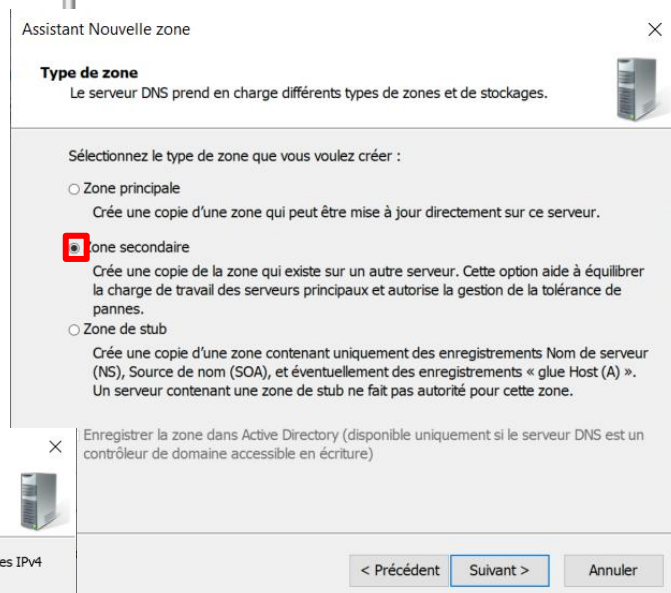 Assistant Nouvelle zone
Type de zone
Le serveur DNS prend en charge différents types de zones et de stockages.
Sélectionnez le type de zone que vous voulez créer :
Zone principale
Crée une copie d'une zone qui peut être mise à jour directement sur ce serveur.
one secondaire
Crée une copie de la zone qui existe sur un autre serveur. Cette option aide à équilibrer
la charge de travail des serveurs principaux et autorise la gestion de la tolérance de
pannes.
Zone de stub
Crée une copie d'une zone contenant uniquement des enregistrements Nom de serveur
(NS), Source de nom (SOA), et éventuellement des enregistrements « glue Host (A) ».
Un serveur contenant une zone de stub ne fait pas autorité pour cette zone.
Enregistrer la zone dans Active Directory (disponible uniquement si le serveur DNS est un
contrôleur de domaine accessible en écriture)
es IPv4
< Précédent Suivant > Annuler